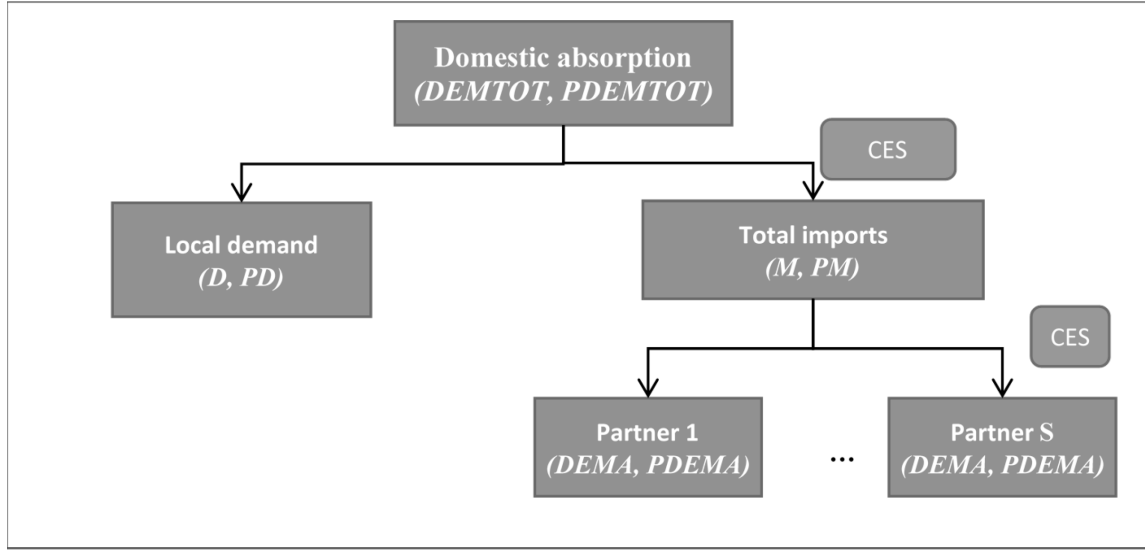 Domestic absorption
(DEMTOT, PDEMTOT)
CES
Local demand
(D, PD)
Total imports
(M, PM)
CES
Partner 1
(DEMA, PDEMA)
...
Partner S
(DEMA, PDEMA)